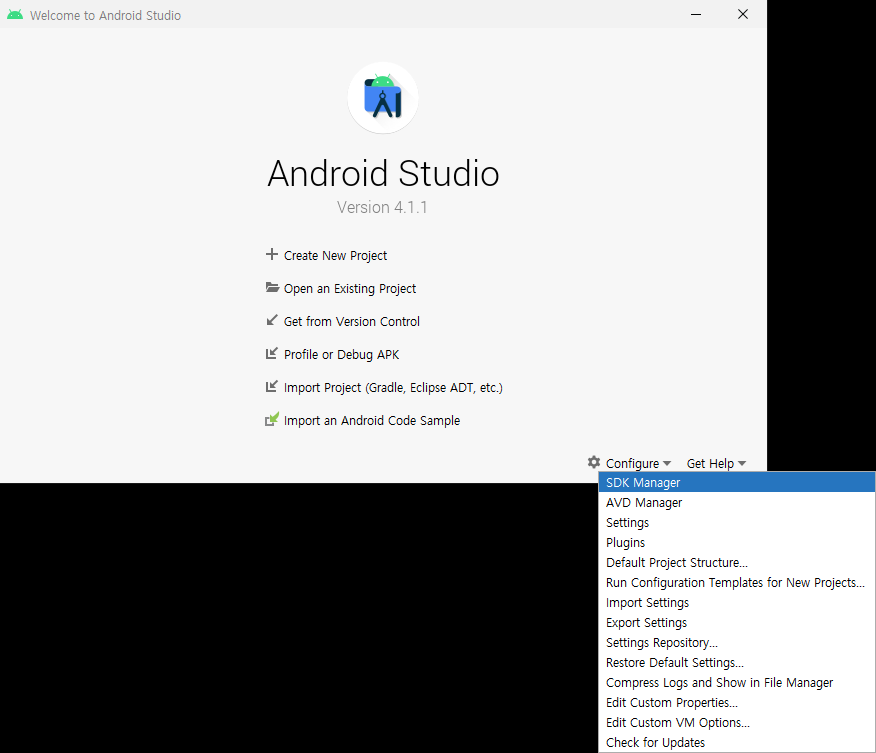 Welcome to Android Studio
Android Studio
Version 4.1.1
Create New Project
Open an Existing Project
Get from Version Control
Profile or Debug APK
Import Project (Gradle, Eclipse ADT, etc.)
Import an Android Code Sample
Configure Get Help
SDK Manager
AVD Manager
Settings
Plugins
Default Project Structure...
Run Configuration Templates for New Projects...
Import Settings
Export Settings
Settings Repository...
Restore Default Settings...
Compress Logs and Show in File Manager
Edit Custom Properties...
Edit Custom VM Options...
Check for Updates